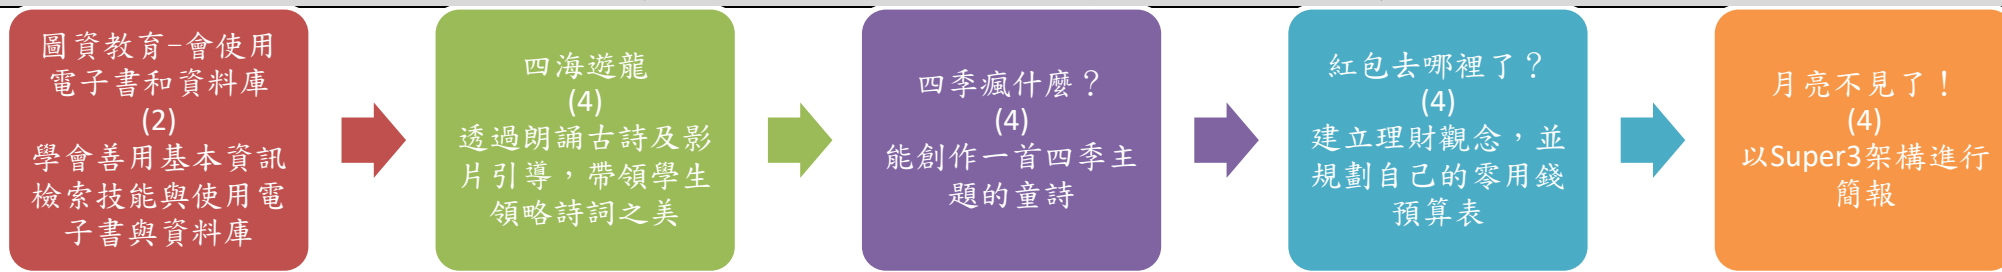 圖資教育-會使用
電子書和資料庫
(2)
學會善用基本資訊
檢索技能與使用電
子書與資料庫
四海遊龍
(4)
透過朗誦古詩及影
片引導，帶領學生
領略詩詞之美
四季瘋什麼？
(4)
能創作一首四季主
題的童詩
紅包去哪裡了？
(4)
建立理財觀念，並
規劃自己的零用錢
預算表
月亮不見了！
(4)
以Super3架構進行
簡報